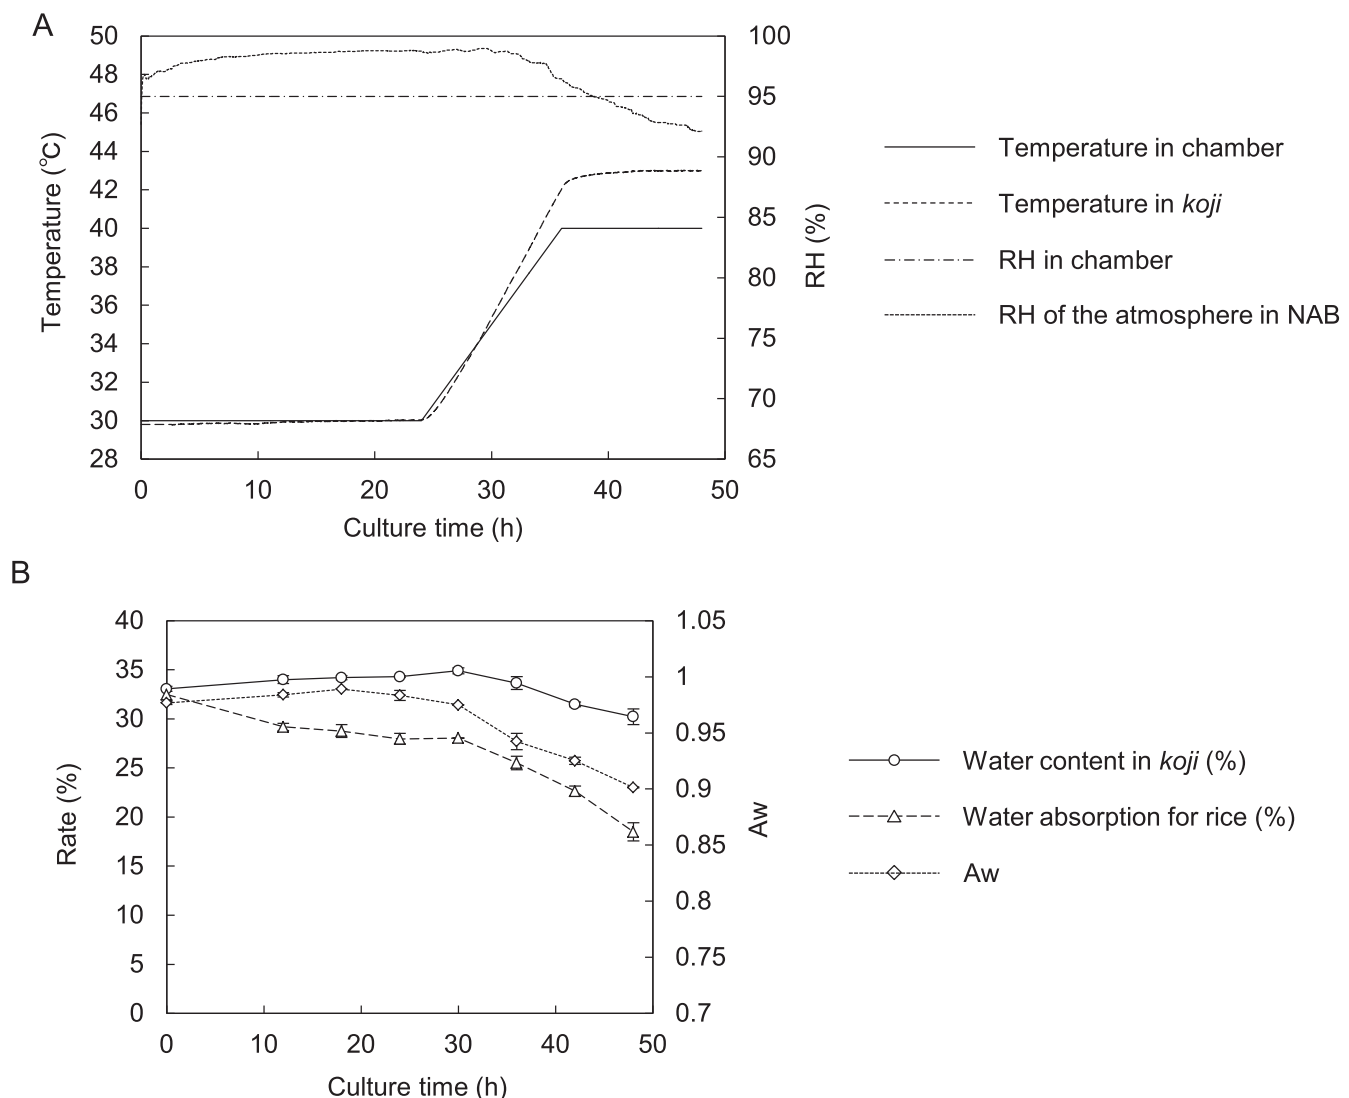 A
50
48
46
44
42
40
38
36
34
32
30
28
Temperature (℃)
100
95
90
85
80
75
70
65
RH (%)
0 10 20 30 40 50
Culture time (h)
Temperature in chamber
Temperature in koji
RH in chamber
RH of the atmosphere in NAB
B
40
35
30
25
20
15
10
5
0
Rate (%)
1.05
1
0.95
0.9
0.85
0.8
0.75
0.7
Aw
0 10 20 30 40 50
Culture time (h)
Water content in koji (%)
Water absorption for rice (%)
Aw